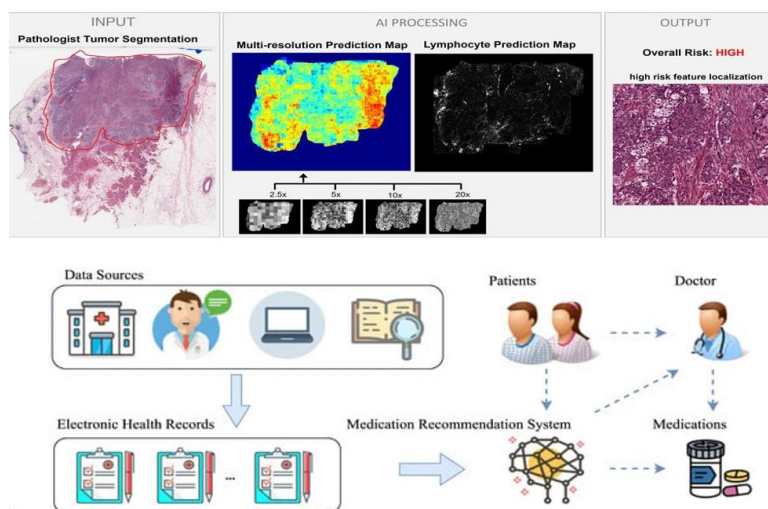 INPUT
Pathologist Tumor Segmentation
AI PROCESSING
Multi-resolution Prediction Map
Lymphocyte Prediction Map
2.5x
5x
10x
20x
OUTPUT
Overall Risk: HIGH
high risk feature localization
Data Sources
Patients
Doctor
Electronic Health Records
...
Medication Recommendation System
Medications